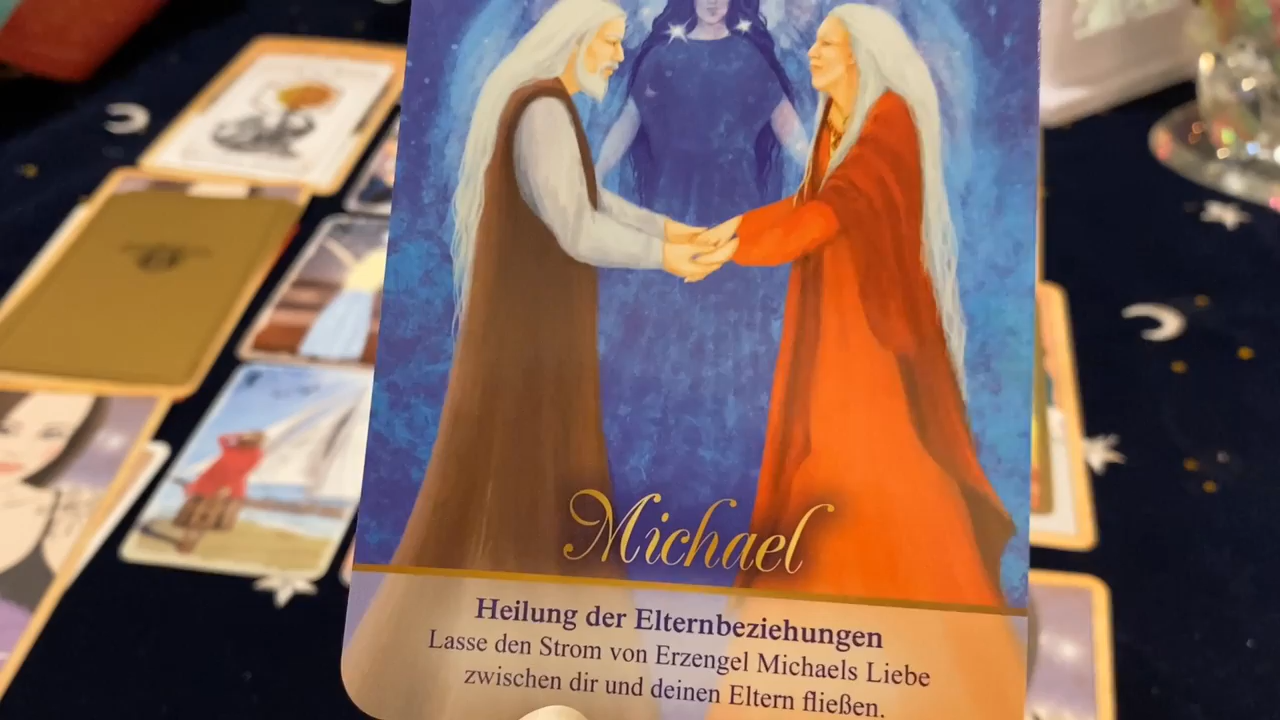 Michael
Heilung der Elternbeziehungen
Lasse den Strom von Erzengel Michaels Liebe
zwischen dir und deinen Eltern fließen.